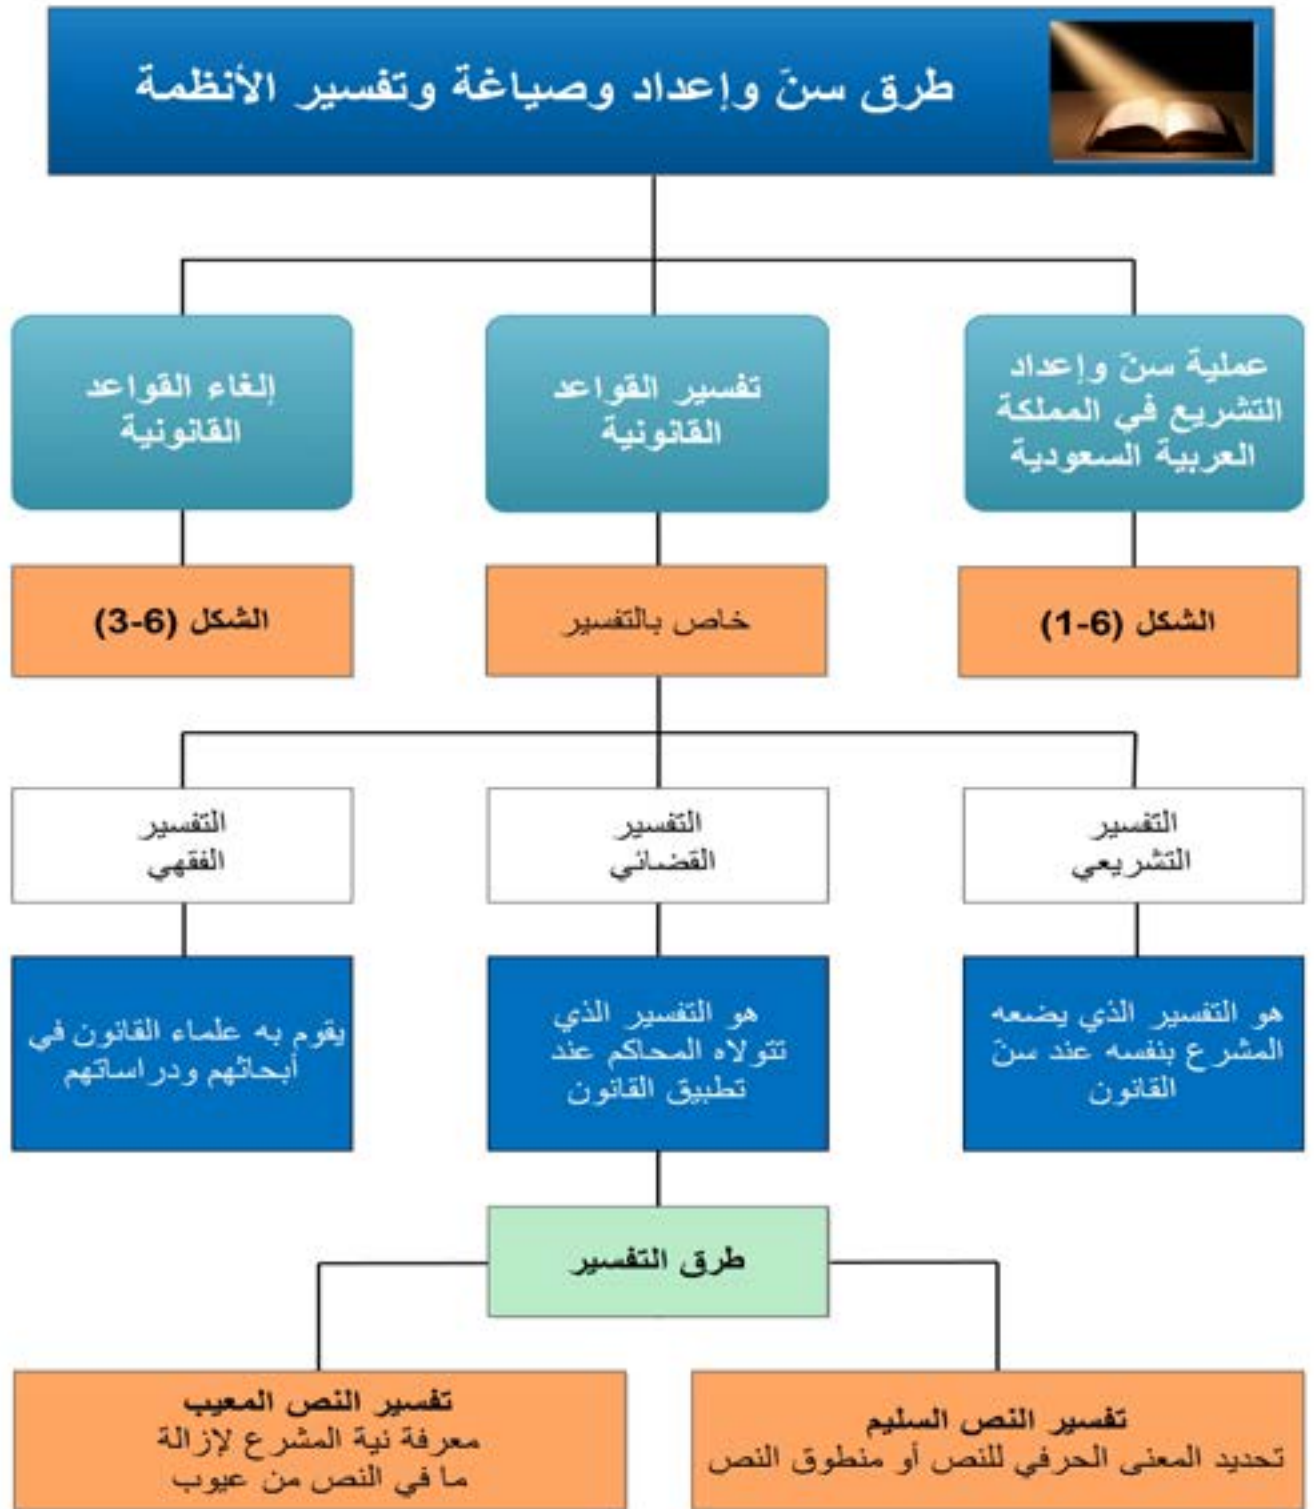 طرق سنَ وإعداد وصياغة وتفسير الأنظمة
عملية سنَ وإعداد
التشريع في المملكة
العربية السعودية
تفسير القواعد
القانونية
إلغاء القواعد
القانونية
الشكل (6-1)
خاص بالتفسير
الشكل (6-3)
التفسير
التشريعي
التفسير
القضائي
التفسير
الفقهي
هو التفسير الذي يضعه
المشرع بنفسه عند سنَ
القانون
هو التفسير الذي
تتولاه المحاكم عند
تطبيق القانون
يقوم به علماء القانون في
أبحاثهم ودراساتهم
طرق التفسير
تفسير النص السليم
تحديد المعنى الحرفي للنص أو منطوق النص
تفسير النص المعيب
معرفة نية المشرع لإزالة
ما في النص من عيوب